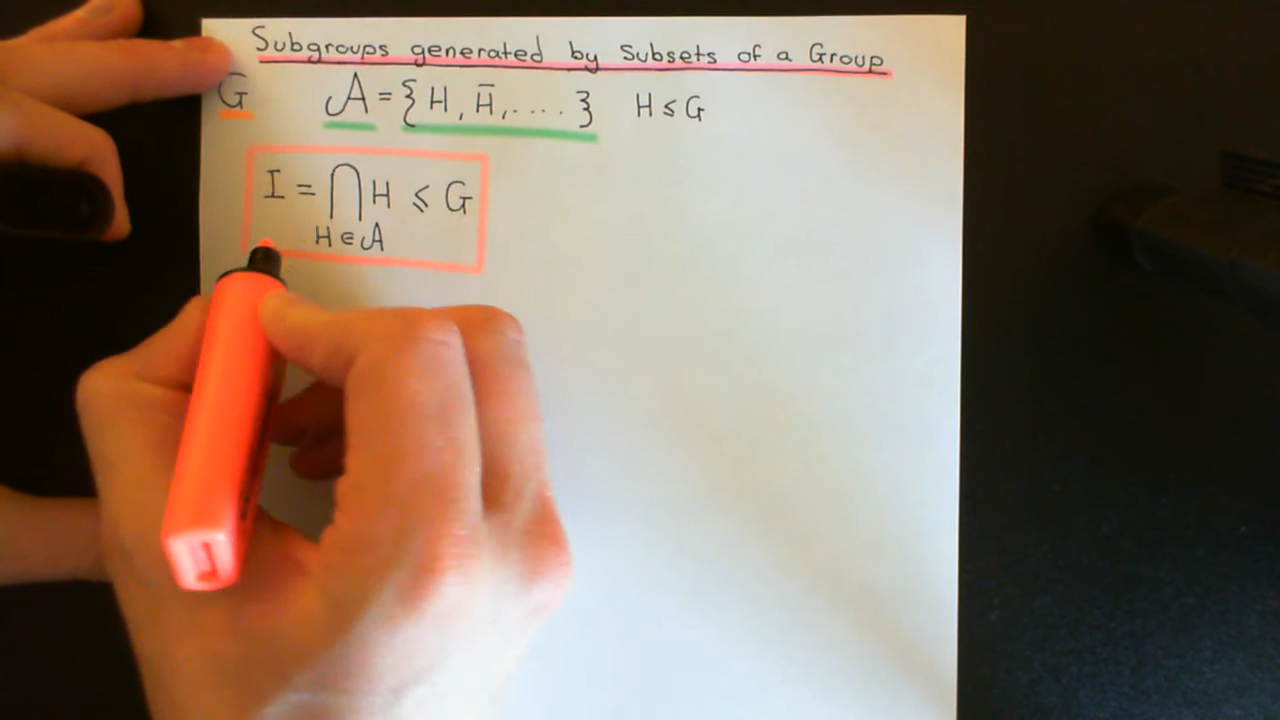 Subgroups generated by Subsets of a Group
G 𝒜 = {H, H̄, .... } H ≤ G
I = ⋂ H ≤ G
H ∈ 𝒜